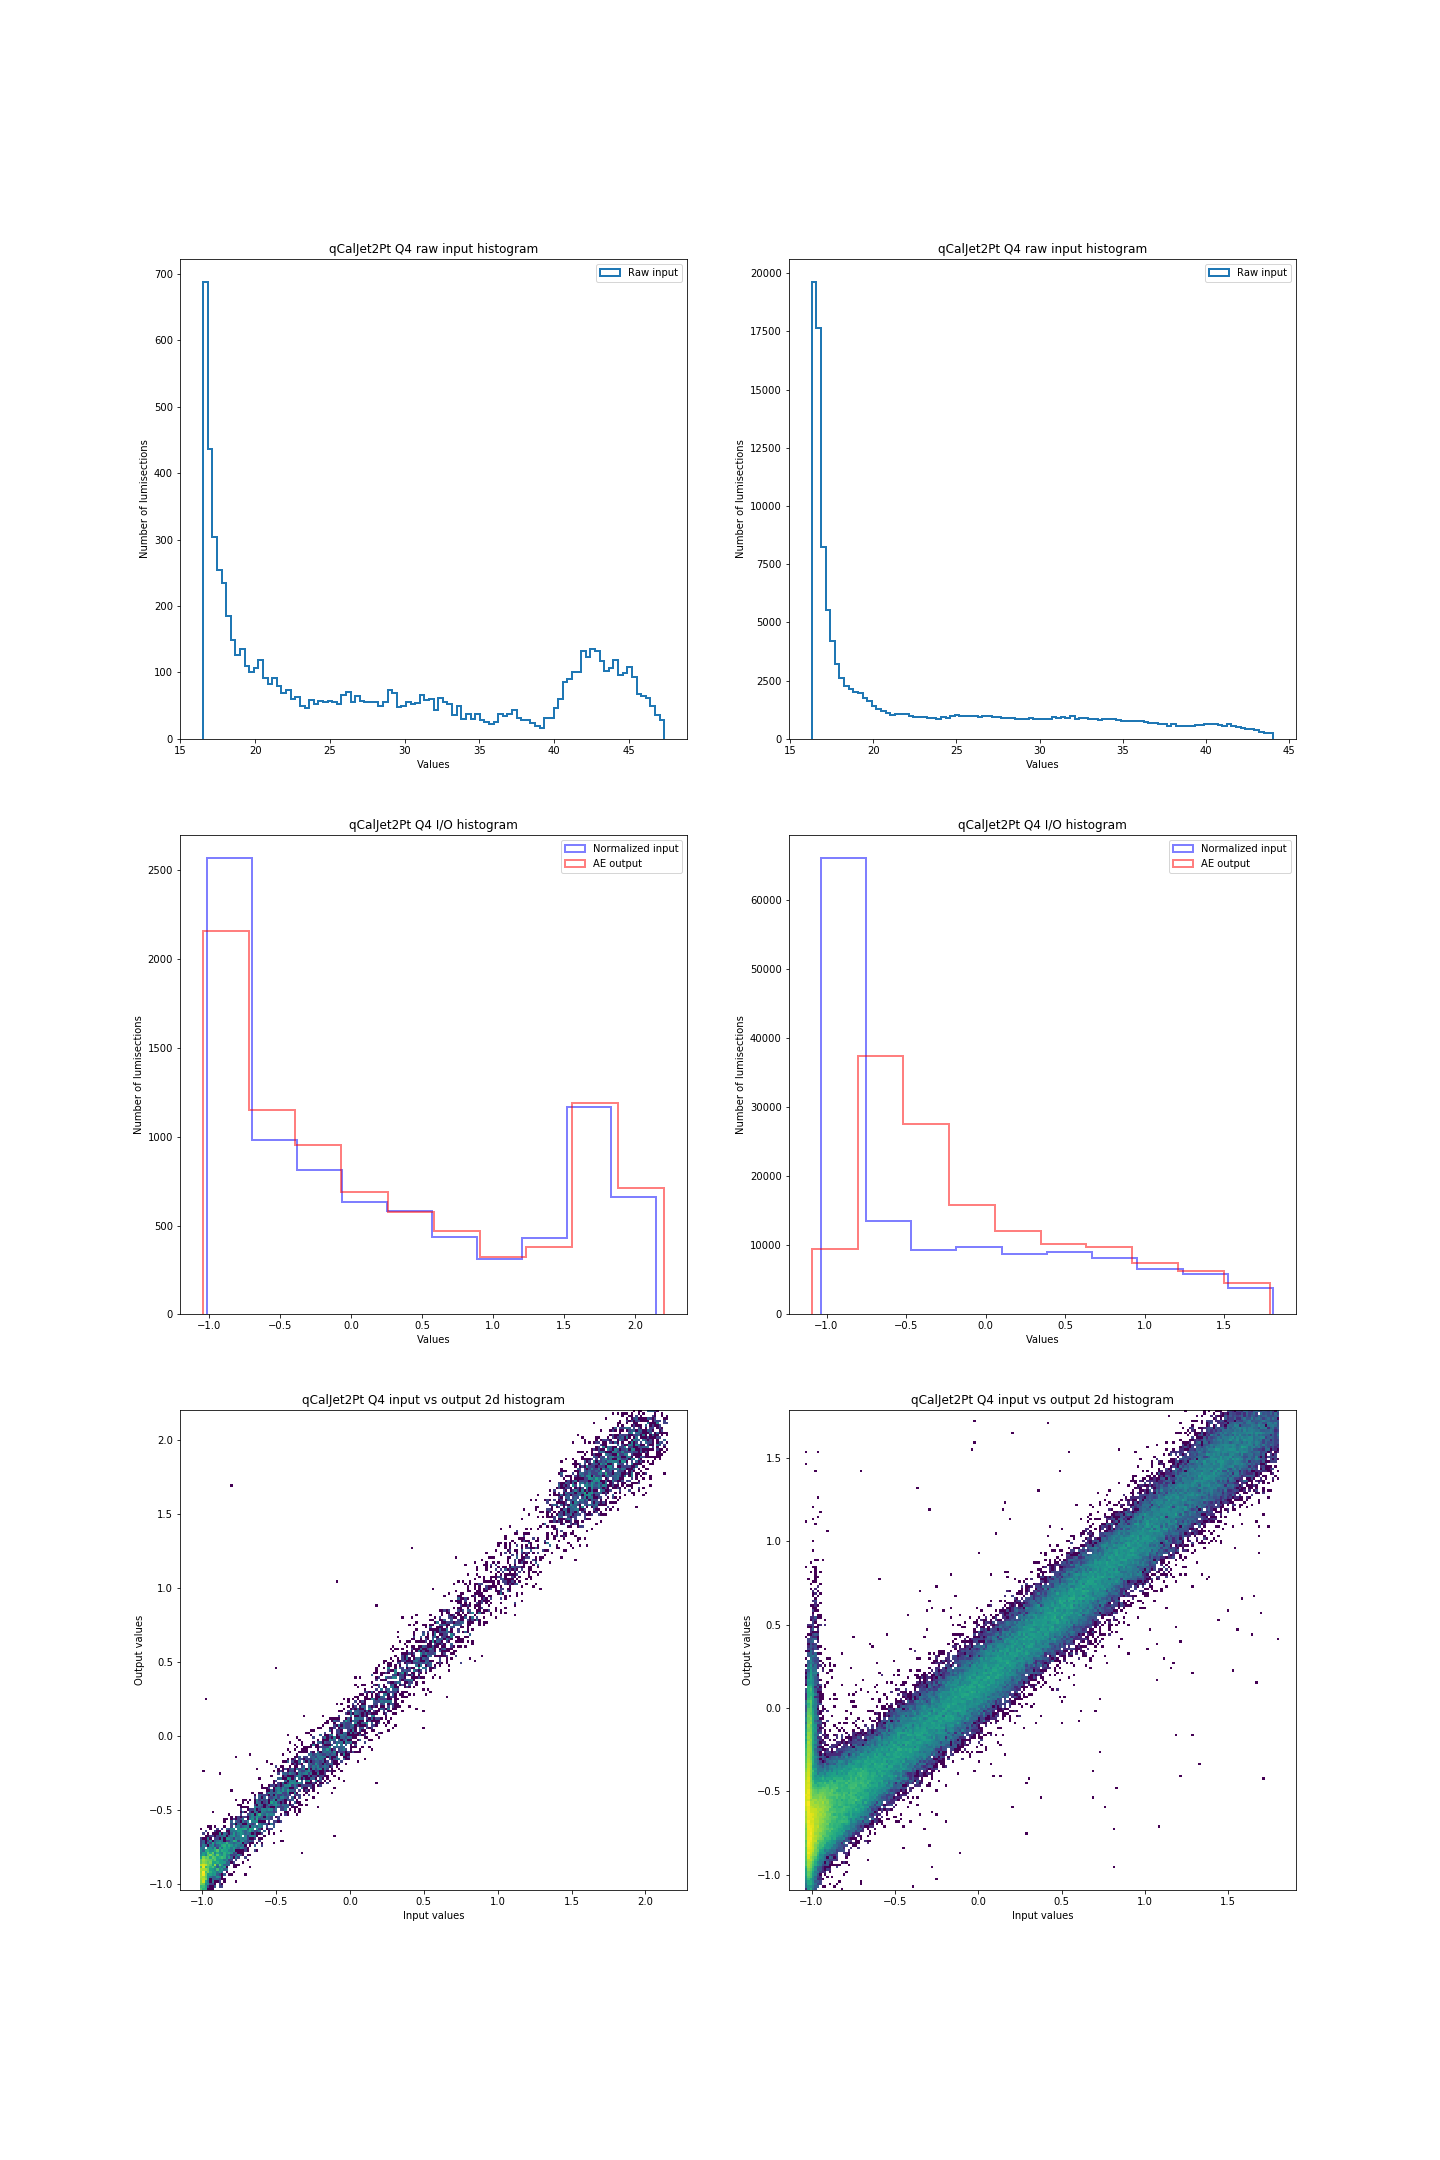 qCalJet2Pt Q4 raw input histogram
Raw input
700
600
500
400
300
200
100
0
Number of lumisections
15 20 25 30 35 40 45
Values
qCalJet2Pt Q4 raw input histogram
Raw input
20000
17500
15000
12500
10000
7500
5000
2500
0
Number of lumisections
15 20 25 30 35 40 45
Values
qCalJet2Pt Q4 I/O histogram
Normalized input
AE output
2500
2000
1500
1000
500
0
Number of lumisections
−1.0 −0.5 0.0 0.5 1.0 1.5 2.0
Values
qCalJet2Pt Q4 I/O histogram
Normalized input
AE output
60000
50000
40000
30000
20000
10000
0
Number of lumisections
−1.0 −0.5 0.0 0.5 1.0 1.5
Values
qCalJet2Pt Q4 input vs output 2d histogram
2.0
1.5
1.0
0.5
0.0
−0.5
−1.0
Output values
−1.0 −0.5 0.0 0.5 1.0 1.5 2.0
Input values
qCalJet2Pt Q4 input vs output 2d histogram
1.5
1.0
0.5
0.0
−0.5
−1.0
Output values
−1.0 −0.5 0.0 0.5 1.0 1.5
Input values